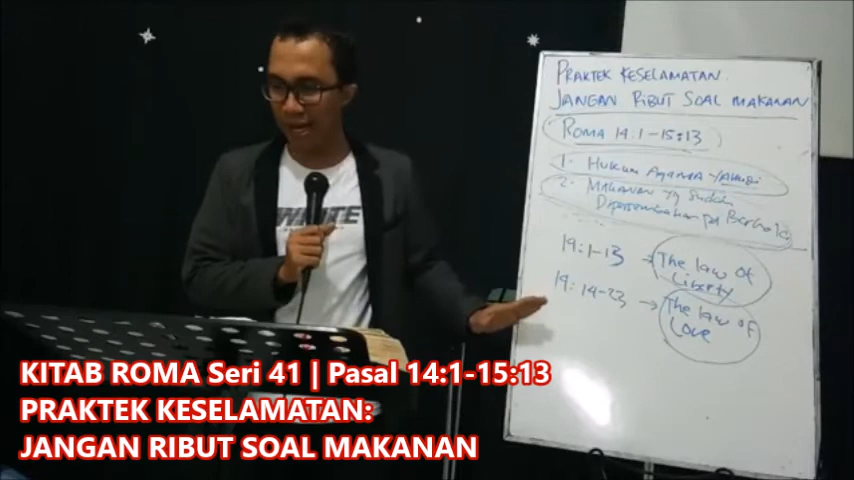 PRAKTEK KESELAMATAN.
JANGAN RIBUT SOAL MAKANAN
ROMA 14:1-15:13
1. HUKUM AGAMA YAHUDI
2. MAKANAN yg Sudah
Dipersembahkan pd Berhala
14:1-13 → The law of
Liberty
14:14-23 → The law of
Love
WHITE
KITAB ROMA Seri 41 | Pasal 14:1-15:13
PRAKTEK KESELAMATAN:
JANGAN RIBUT SOAL MAKANAN